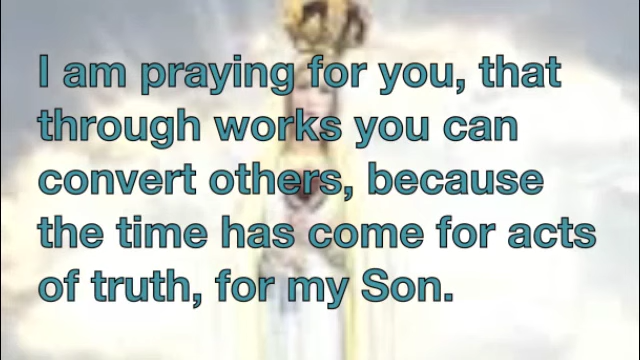 I am praying for you, that
through works you can
convert others, because
the time has come for acts
of truth, for my Son.